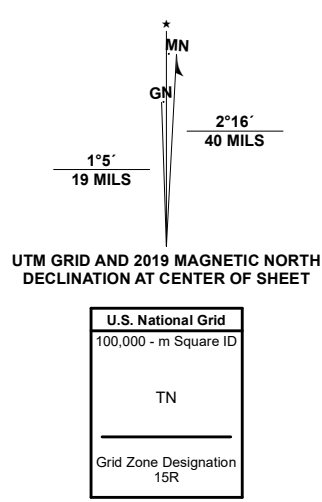 MN
GN
2°16´
40 MILS
1°5´
19 MILS
UTM GRID AND 2019 MAGNETIC NORTH
DECLINATION AT CENTER OF SHEET
U.S. National Grid
100,000 - m Square ID
TN
Grid Zone Designation
15R